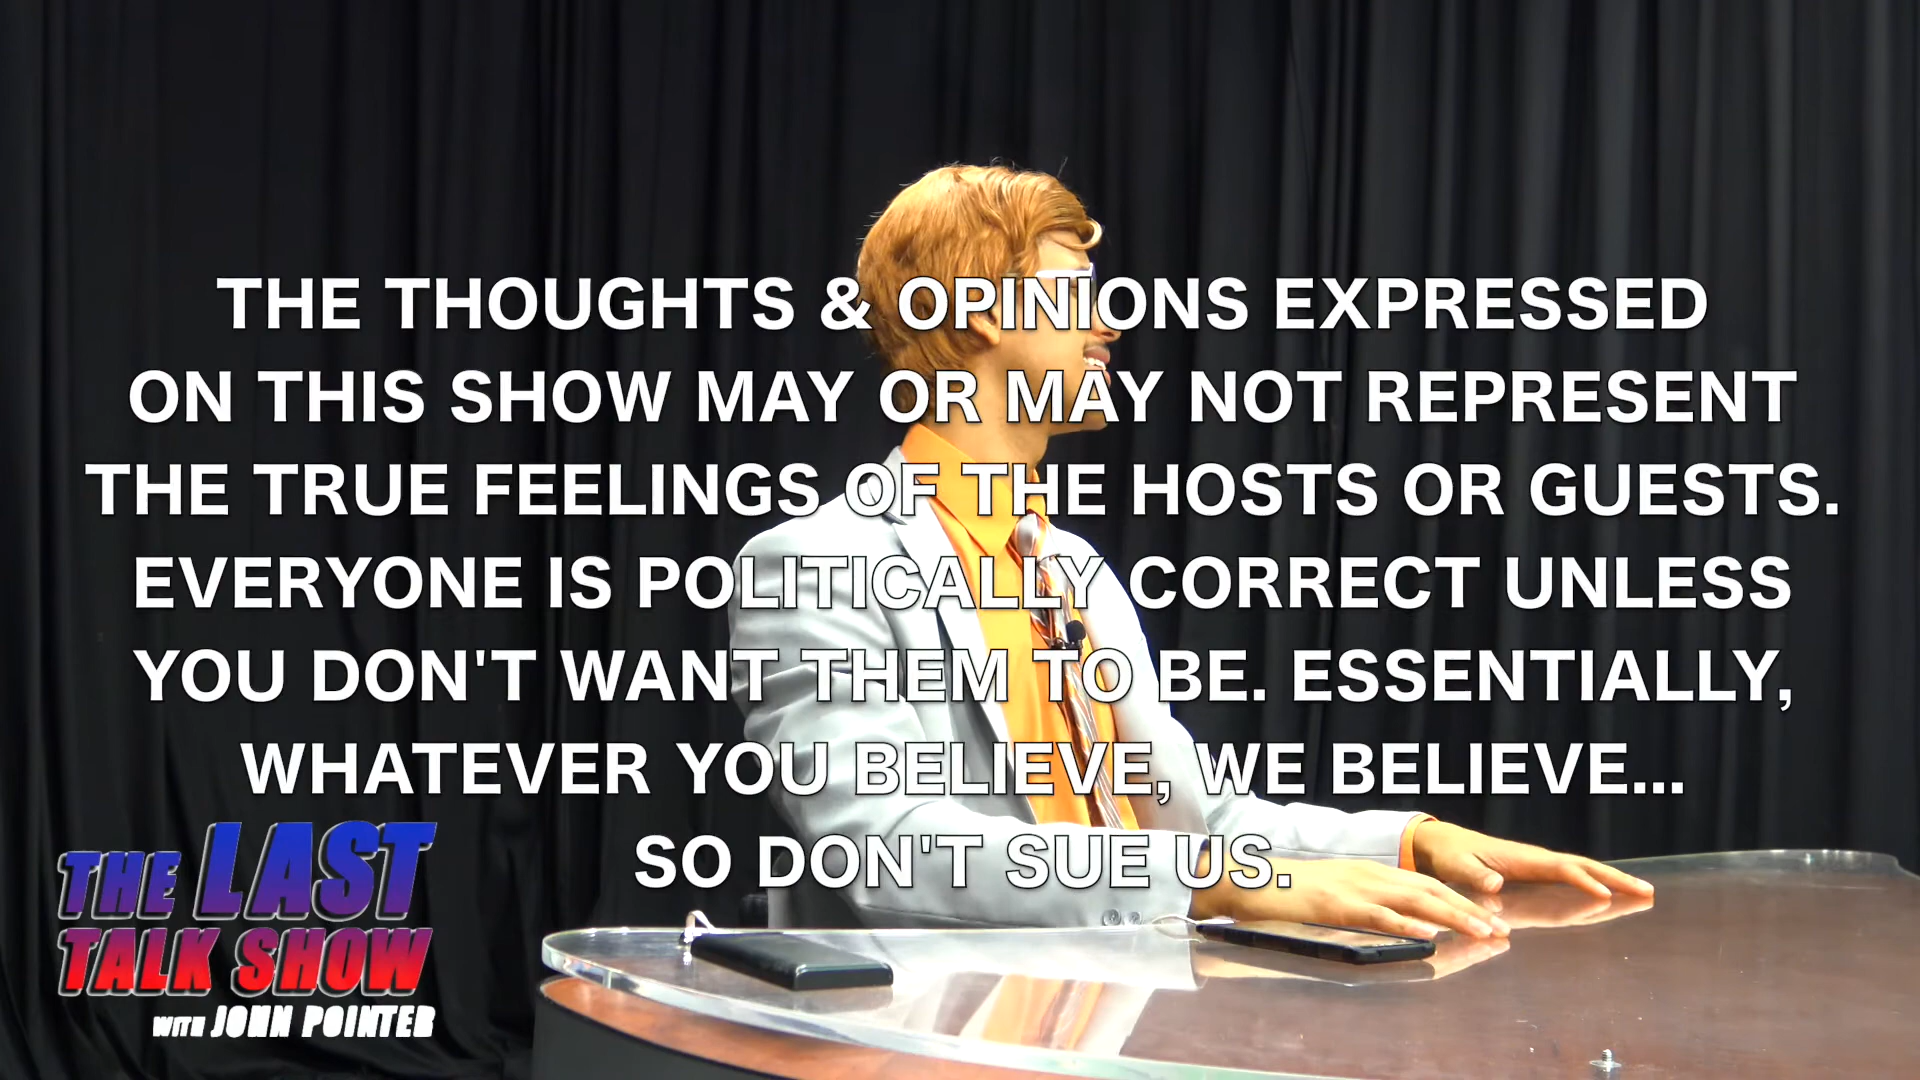 THE THOUGHTS & OPINIONS EXPRESSED
ON THIS SHOW MAY OR MAY NOT REPRESENT
THE TRUE FEELINGS OF THE HOSTS OR GUESTS.
EVERYONE IS POLITICALLY CORRECT UNLESS
YOU DON'T WANT THEM TO BE. ESSENTIALLY,
WHATEVER YOU BELIEVE, WE BELIEVE...
SO DON'T SUE US.
THE LAST
TALK SHOW
WITH JOHN POINTER